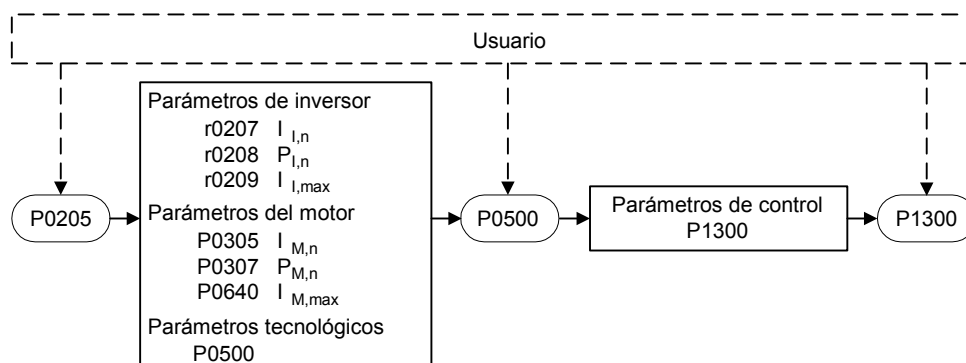 Usuario
P0205
Parámetros de inversor
r0207 I I,n
r0208 P I,n
r0209 I I,max
Parámetros del motor
P0305 I M,n
P0307 P M,n
P0640 I M,max
Parámetros tecnológicos
P0500
P0500
Parámetros de control
P1300
P1300